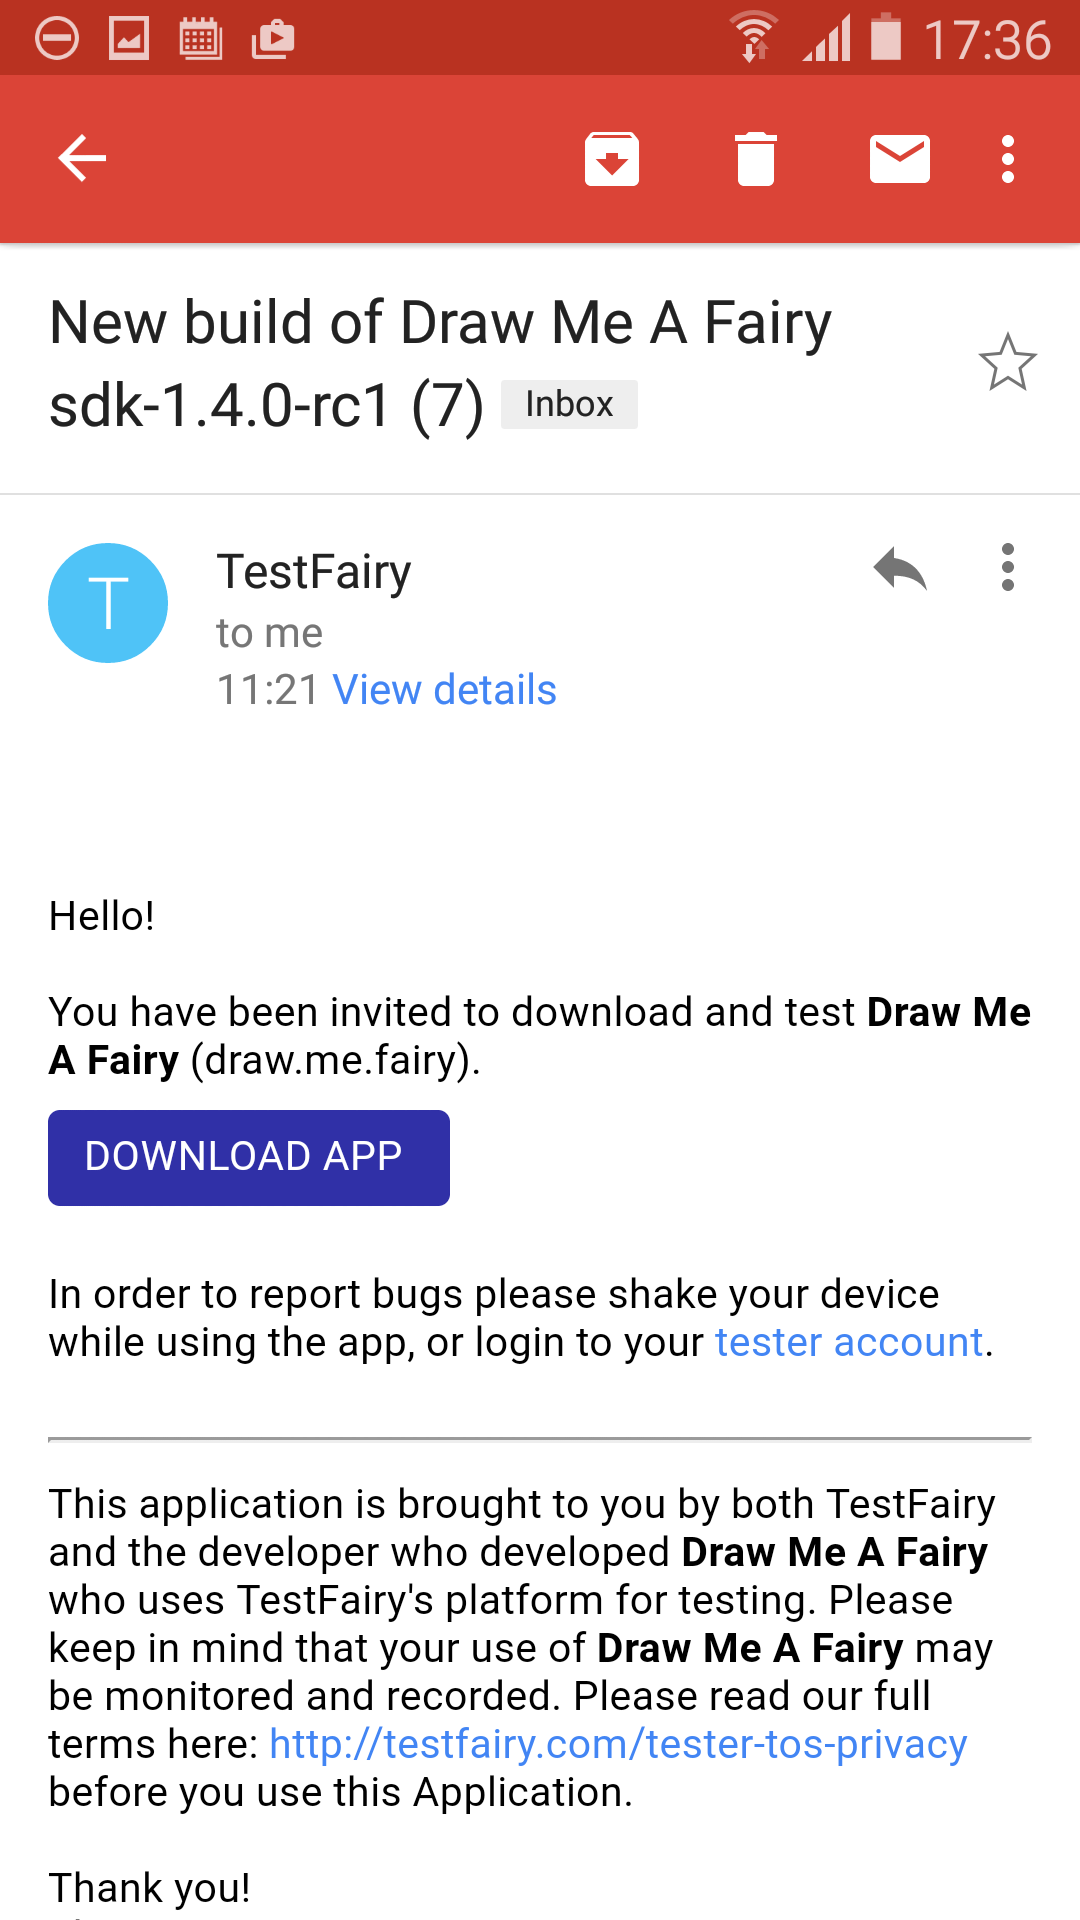 17:36
New build of Draw Me A Fairy
sdk-1.4.0-rc1 (7) Inbox
T
TestFairy
to me
11:21 View details
Hello!
You have been invited to download and test Draw Me
A Fairy (draw.me.fairy).
DOWNLOAD APP
In order to report bugs please shake your device
while using the app, or login to your tester account.
This application is brought to you by both TestFairy
and the developer who developed Draw Me A Fairy
who uses TestFairy's platform for testing. Please
keep in mind that your use of Draw Me A Fairy may
be monitored and recorded. Please read our full
terms here: http://testfairy.com/tester-tos-privacy
before you use this Application.
Thank you!